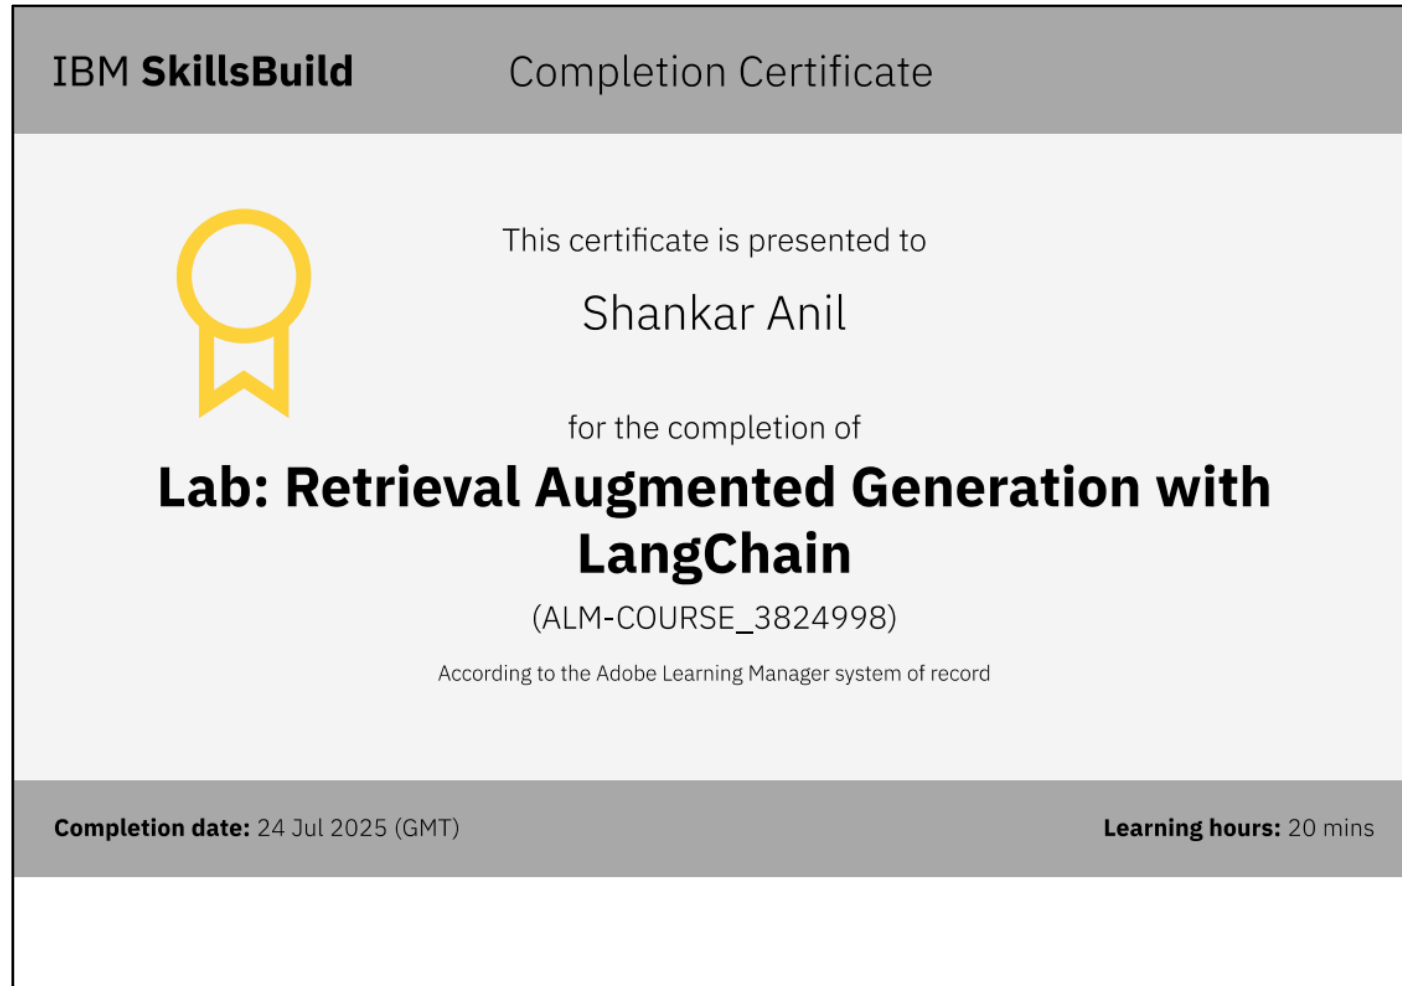 IBM SkillsBuild Completion Certificate
This certificate is presented to
Shankar Anil
for the completion of
Lab: Retrieval Augmented Generation with
LangChain
(ALM-COURSE_3824998)
According to the Adobe Learning Manager system of record
Completion date: 24 Jul 2025 (GMT) Learning hours: 20 mins